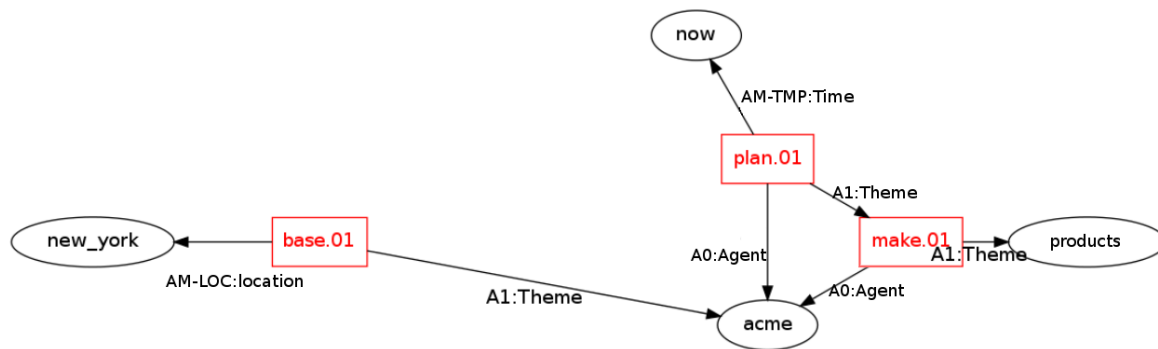 now
AM-TMP:Time
plan.01
A1:Theme
new_york
base.01
make.01
products
A0:Agent
A1:Theme
AM-LOC:location
A1:Theme
A0:Agent
acme